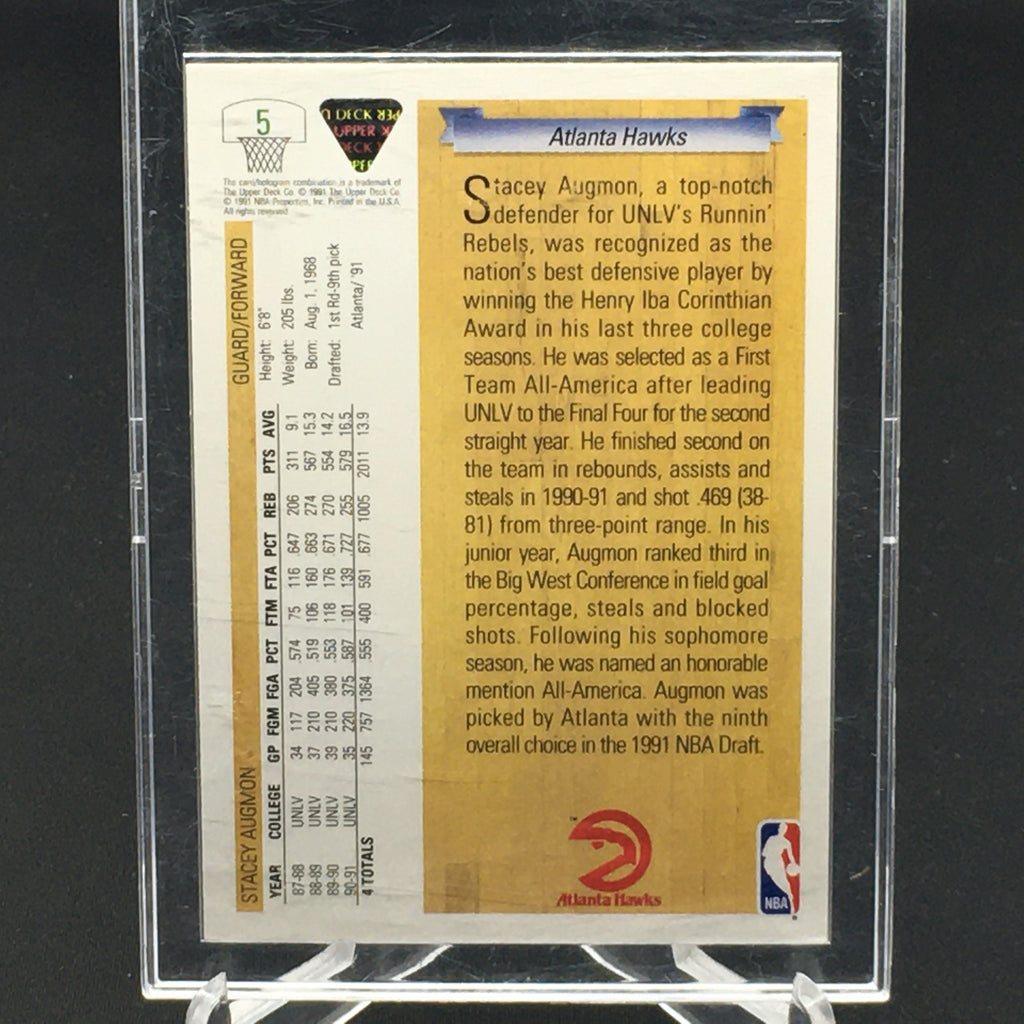 5
UPPER DECK
The card/hologram combination is a trademark of
The Upper Deck Co. © 1991 The Upper Deck Co.
© 1991 NBA Properties, Inc. Printed in the U.S.A.
All rights reserved
STACEY AUGMON GUARD/FORWARD
YEAR COLLEGE GP FGM FGA PCT FTM FTA PCT REB PTS AVG
87-88 UNLV 34 117 204 .574 75 116 .647 206 311 9.1
88-89 UNLV 37 210 405 .519 106 160 .663 274 567 15.3
89-90 UNLV 39 210 380 .553 118 176 .671 270 554 14.2
90-91 UNLV 35 220 375 .587 101 139 .727 255 579 16.5
4 TOTALS 145 757 1364 .555 400 591 .677 1005 2011 13.9
Height: 6'8"
Weight: 205 lbs.
Born: Aug. 1, 1968
Drafted: 1st Rd-9th pick
Atlanta/ '91
Atlanta Hawks
Stacey Augmon, a top-notch
defender for UNLV's Runnin'
Rebels, was recognized as the
nation's best defensive player by
winning the Henry Iba Corinthian
Award in his last three college
seasons. He was selected as a First
Team All-America after leading
UNLV to the Final Four for the second
straight year. He finished second on
the team in rebounds, assists and
steals in 1990-91 and shot .469 (38-
81) from three-point range. In his
junior year, Augmon ranked third in
the Big West Conference in field goal
percentage, steals and blocked
shots. Following his sophomore
season, he was named an honorable
mention All-America. Augmon was
picked by Atlanta with the ninth
overall choice in the 1991 NBA Draft.
™
Atlanta Hawks
NBA
®